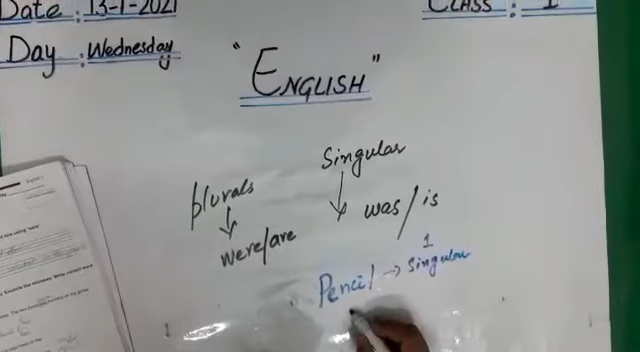 Date : 13-1-2021
CLASS : 1
Day : Wednesday
"ENGLISH"
Singular
plurals
was / is
were/are
1
Pencil → Singular